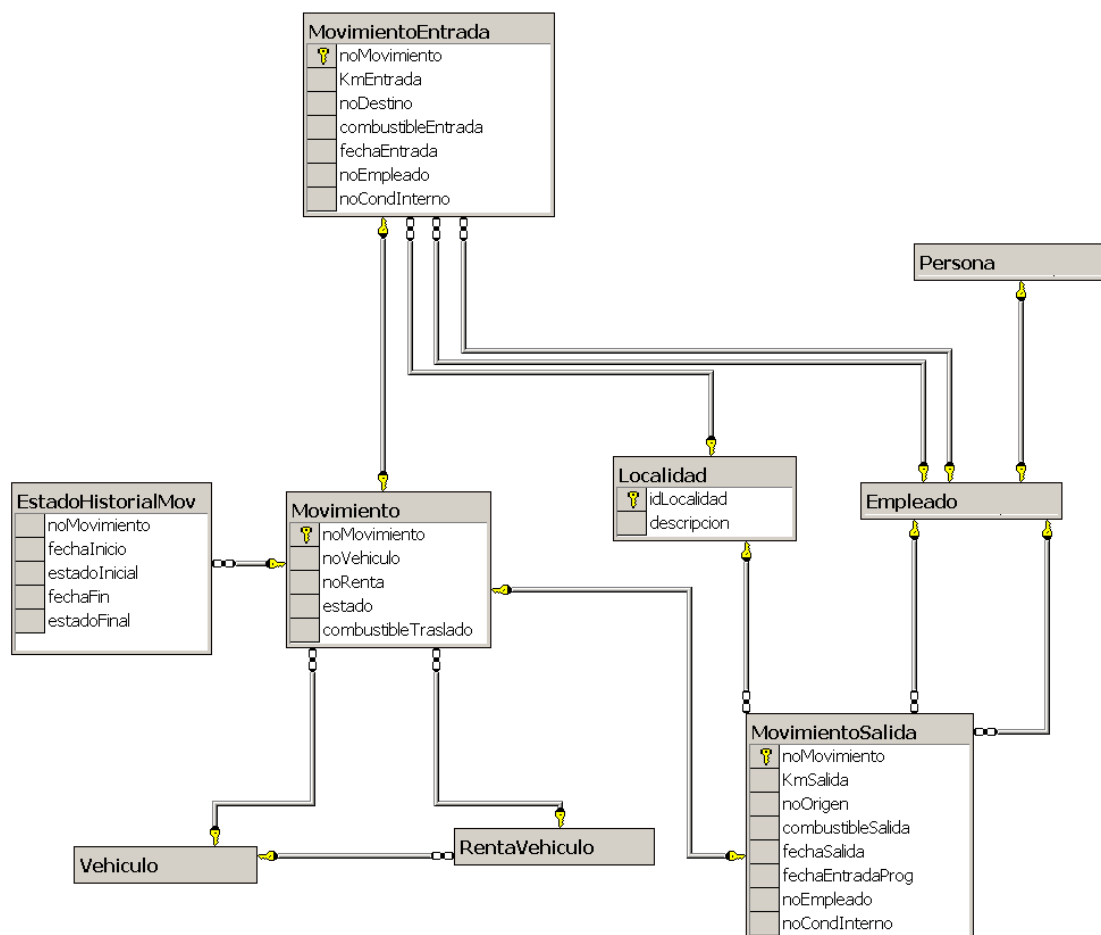 MovimientoEntrada
noMovimiento
KmEntrada
noDestino
combustibleEntrada
fechaEntrada
noEmpleado
noCondInterno
Persona
Localidad
idLocalidad
descripcion
Empleado
EstadoHistorialMov
noMovimiento
fechaInicio
estadoInicial
fechaFin
estadoFinal
Movimiento
noMovimiento
noVehiculo
noRenta
estado
combustibleTraslado
MovimientoSalida
noMovimiento
KmSalida
noOrigen
combustibleSalida
fechaSalida
fechaEntradaProg
noEmpleado
noCondInterno
Vehiculo
RentaVehiculo